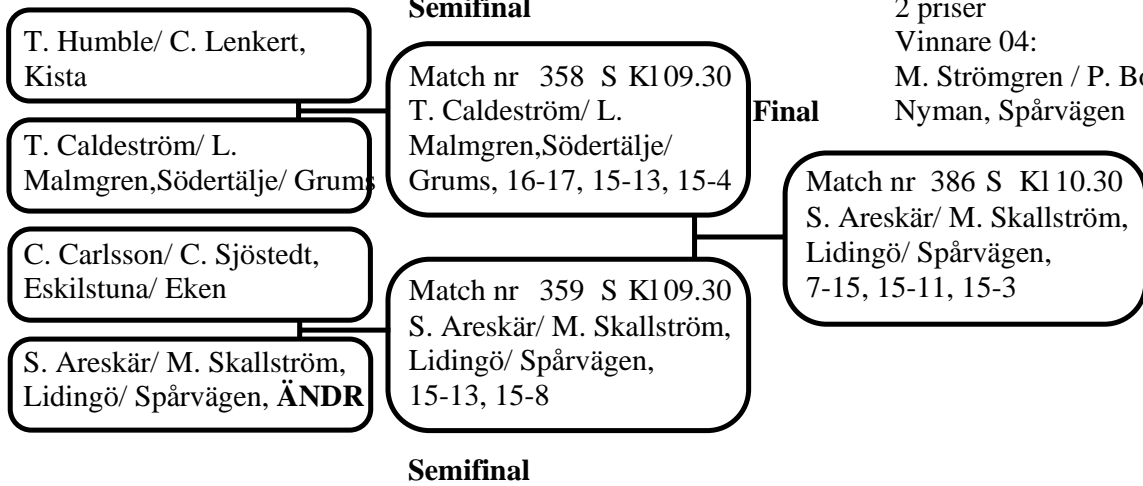 Semifinal
2 priser
Vinnare 04:
M. Strömgren / P. Bo
Nyman, Spårvägen
T. Humble/ C. Lenkert,
Kista
T. Caldeström/ L.
Malmgren,Södertälje/ Grums
Match nr 358 S Kl 09.30
T. Caldeström/ L.
Malmgren,Södertälje/
Grums, 16-17, 15-13, 15-4
Final
C. Carlsson/ C. Sjöstedt,
Eskilstuna/ Eken
S. Areskär/ M. Skallström,
Lidingö/ Spårvägen, ÄNDR
Match nr 359 S Kl 09.30
S. Areskär/ M. Skallström,
Lidingö/ Spårvägen,
15-13, 15-8
Match nr 386 S Kl 10.30
S. Areskär/ M. Skallström,
Lidingö/ Spårvägen,
7-15, 15-11, 15-3
Semifinal